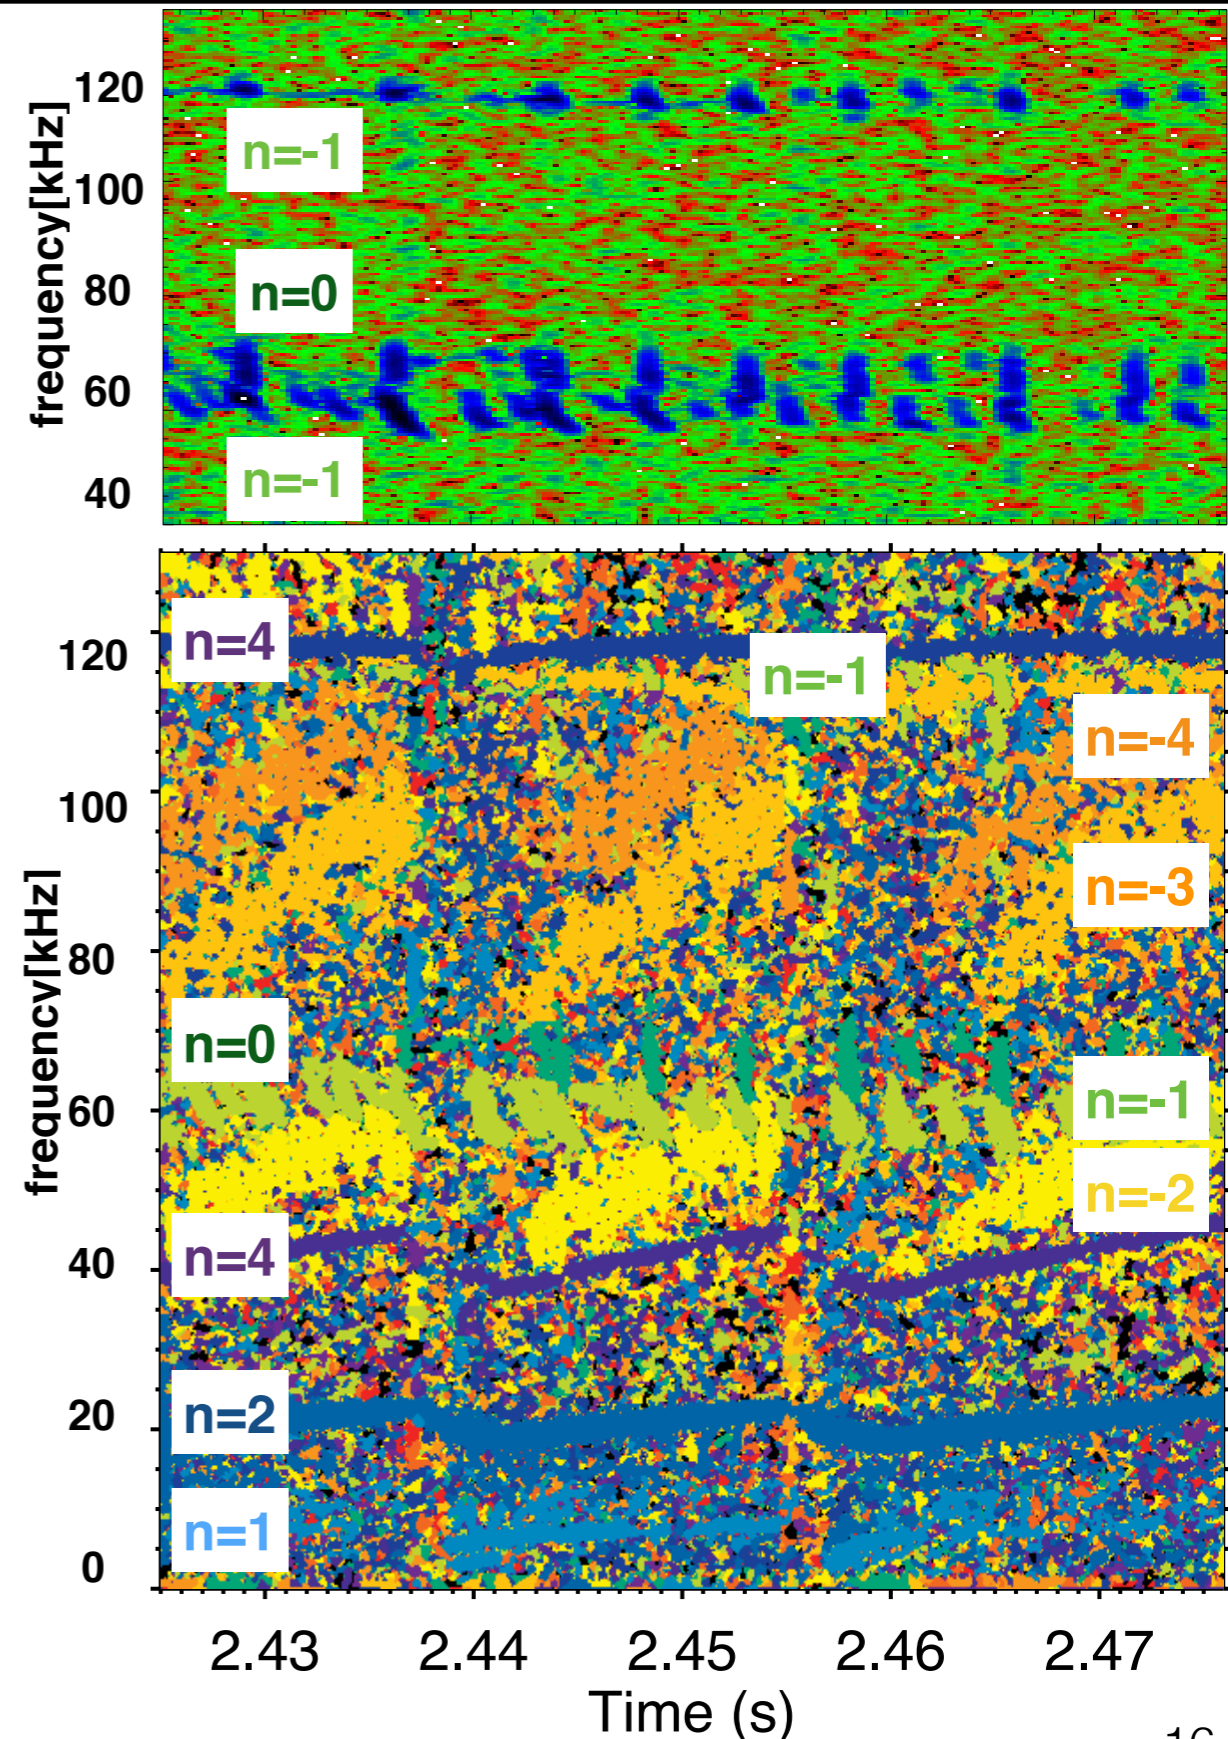 frequency[kHz]
120
100
80
60
40
n=-1
n=0
n=-1
frequency[kHz]
120
100
80
60
40
20
0
n=4
n=-1
n=-4
n=-3
n=0
n=-1
n=-2
n=4
n=2
n=1
2.43 2.44 2.45 2.46 2.47
Time (s)